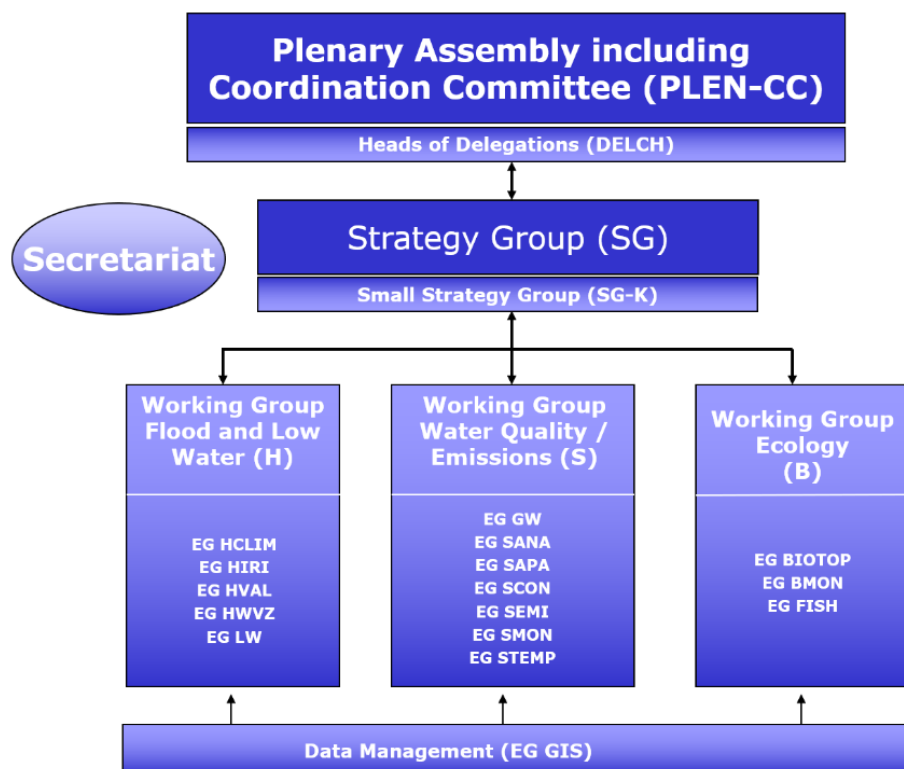 Plenary Assembly including
Coordination Committee (PLEN-CC)
Heads of Delegations (DELCH)
Secretariat
Strategy Group (SG)
Small Strategy Group (SG-K)
Working Group
Flood and Low
Water (H)
EG HCLIM
EG HIRI
EG HVAL
EG HWVZ
EG LW
Working Group
Water Quality /
Emissions (S)
EG GW
EG SANA
EG SAPA
EG SCON
EG SEMI
EG SMON
EG STEMP
Working Group
Ecology
(B)
EG BIOTOP
EG BMON
EG FISH
Data Management (EG GIS)